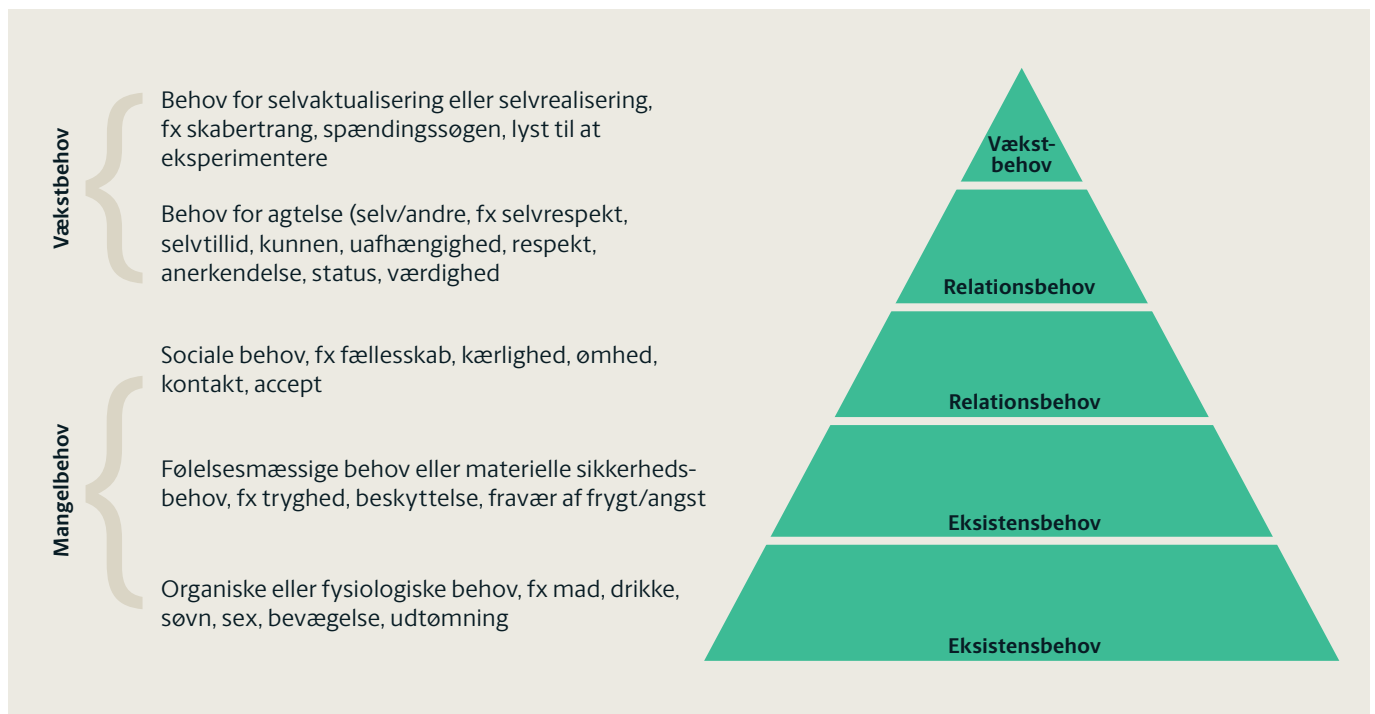 Vækstbehov
Behov for selvaktualisering eller selvrealisering,
fx skabertrang, spændingssøgen, lyst til at
eksperimentere
Behov for agtelse (selv/andre, fx selvrespekt,
selvtillid, kunnen, uafhængighed, respekt,
anerkendelse, status, værdighed
Mangelbehov
Sociale behov, fx fællesskab, kærlighed, ømhed,
kontakt, accept
Følelsesmæssige behov eller materielle sikkerheds-
behov, fx tryghed, beskyttelse, fravær af frygt/angst
Organiske eller fysiologiske behov, fx mad, drikke,
søvn, sex, bevægelse, udtømning
Vækst-
behov
Relationsbehov
Relationsbehov
Eksistensbehov
Eksistensbehov